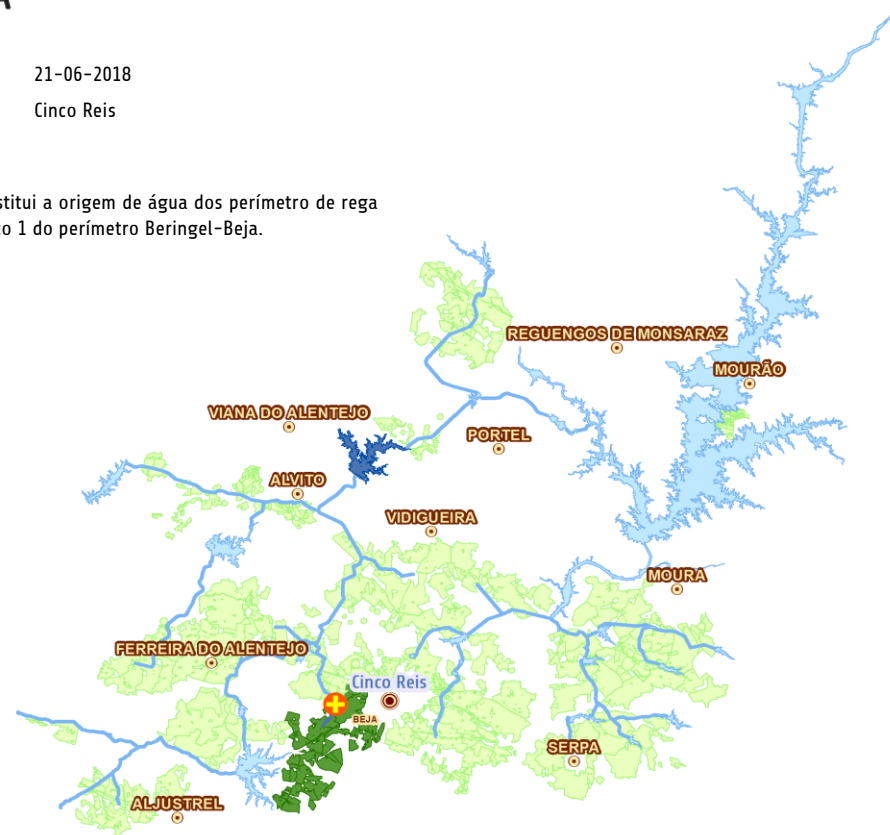 21-06-2018
Cinco Reis
stitui a origem de água dos perímetro de rega
co 1 do perímetro Beringel-Beja.
REGUENGOS DE MONSARAZ
MOURÃO
VIANA DO ALENTEJO
PORTEL
ALVITO
VIDIGUEIRA
MOURA
FERREIRA DO ALENTEJO
Cinco Reis
BEJA
SERPA
ALJUSTREL